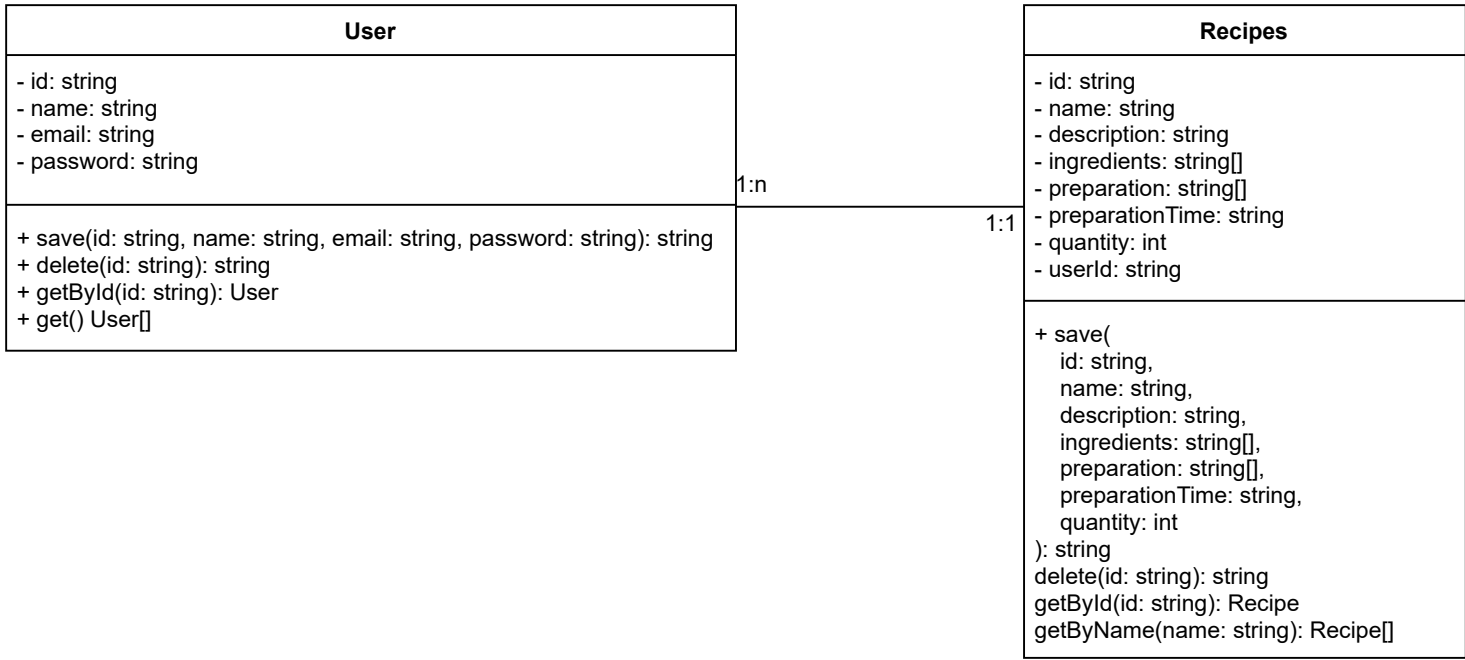 User
- id: string
- name: string
- email: string
- password: string
+ save(id: string, name: string, email: string, password: string): string
+ delete(id: string): string
+ getById(id: string): User
+ get() User[]
1:n
1:1
Recipes
- id: string
- name: string
- description: string
- ingredients: string[]
- preparation: string[]
- preparationTime: string
- quantity: int
- userId: string
+ save(
id: string,
name: string,
description: string,
ingredients: string[],
preparation: string[],
preparationTime: string,
quantity: int
): string
delete(id: string): string
getById(id: string): Recipe
getByName(name: string): Recipe[]